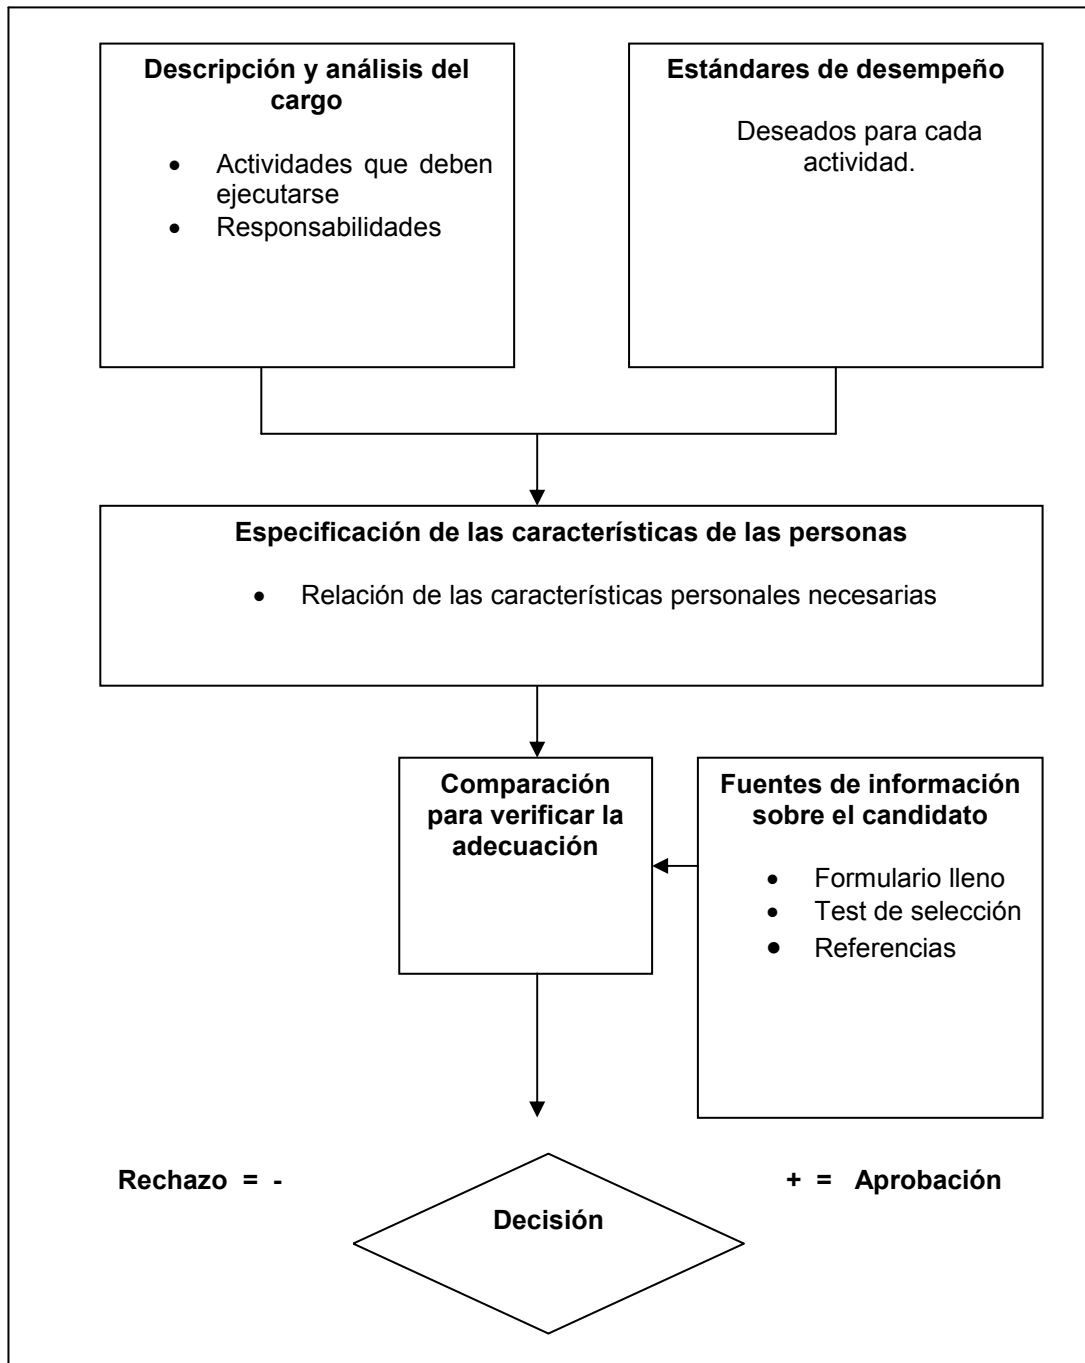 Descripción y análisis del
cargo
• Actividades que deben
ejecutarse
• Responsabilidades
Estándares de desempeño
Deseados para cada
actividad.
Especificación de las características de las personas
• Relación de las características personales necesarias
Comparación
para verificar la
adecuación
Fuentes de información
sobre el candidato
• Formulario lleno
• Test de selección
• Referencias
Rechazo = -
+ = Aprobación
Decisión